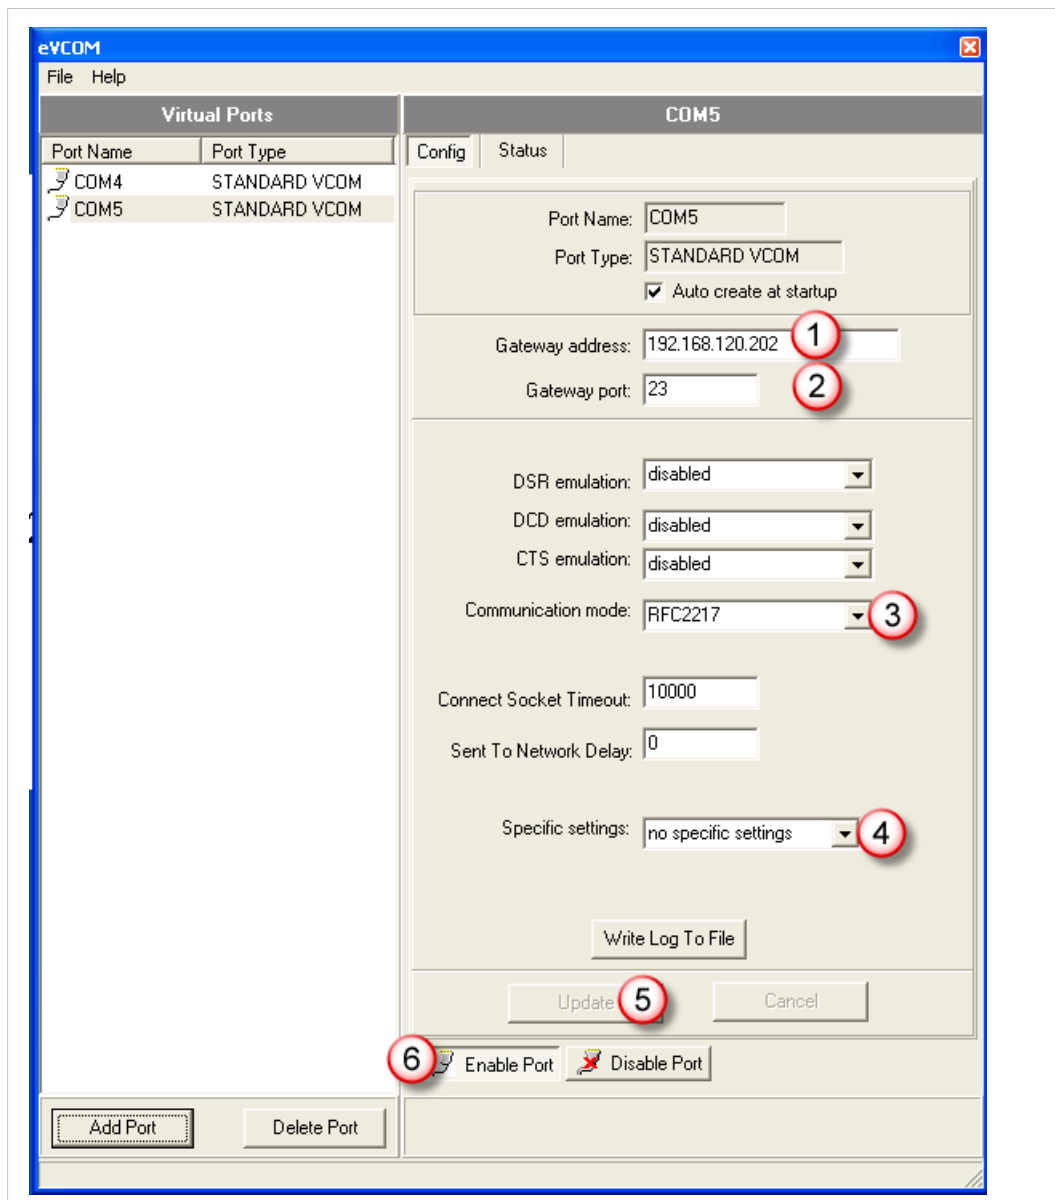 eVCOM
File Help
Virtual Ports
COM5
Port Name Port Type
COM4 STANDARD VCOM
COM5 STANDARD VCOM
Config Status
Port Name: COM5
Port Type: STANDARD VCOM
Auto create at startup
Gateway address: 192.168.120.202 1
Gateway port: 23 2
DSR emulation: disabled
DCD emulation: disabled
CTS emulation: disabled
Communication mode: RFC2217 3
Connect Socket Timeout: 10000
Sent To Network Delay: 0
Specific settings: no specific settings 4
Write Log To File
Update 5 Cancel
6 Enable Port Disable Port
Add Port Delete Port